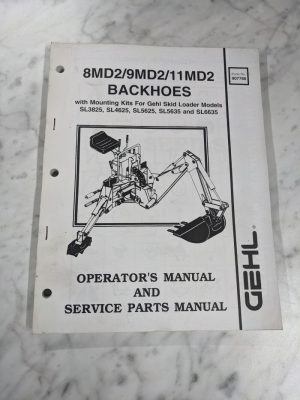 8MD2/9MD2/11MD2
BACKHOES
with Mounting Kits For Gehl Skid Loader Models
SL3825, SL4625, SL5625, SL5635 and SL6635
907708
OPERATOR'S MANUAL
AND
SERVICE PARTS MANUAL
GEHL